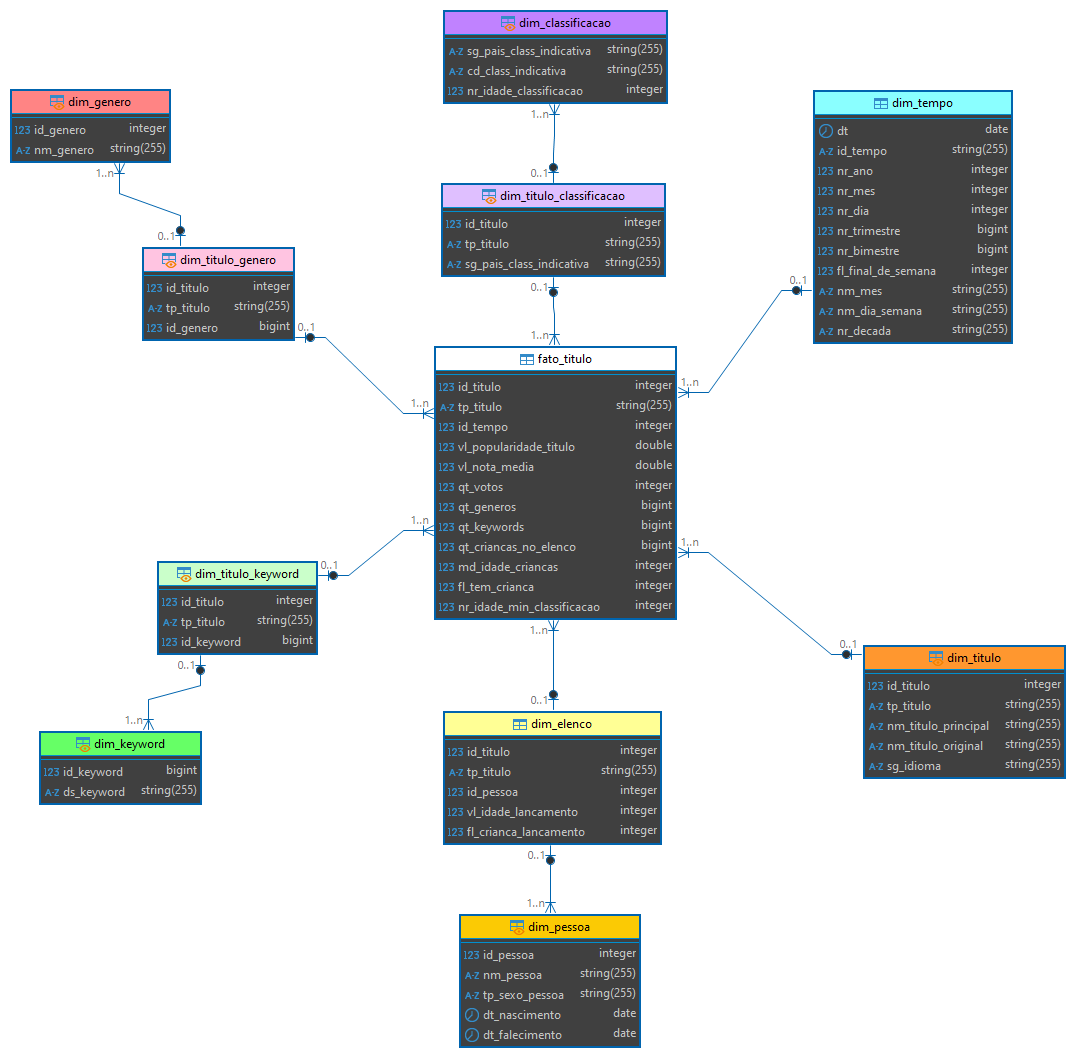 dim_classificacao
A-Z sg_pais_class_indicativa string(255)
A-Z cd_class_indicativa string(255)
123 nr_idade_classificacao integer
1..n
0..1
dim_genero
123 id_genero integer
A-Z nm_genero string(255)
1..n
0..1
dim_tempo
dt date
A-Z id_tempo string(255)
123 nr_ano integer
123 nr_mes integer
123 nr_dia integer
123 nr_trimestre bigint
123 nr_bimestre bigint
123 fl_final_de_semana integer
A-Z nm_mes string(255)
A-Z nm_dia_semana string(255)
A-Z nr_decada string(255)
0..1
1..n
dim_titulo_classificacao
123 id_titulo integer
A-Z tp_titulo string(255)
A-Z sg_pais_class_indicativa string(255)
0..1
1..n
dim_titulo_genero
123 id_titulo integer
A-Z tp_titulo string(255)
123 id_genero bigint
0..1
1..n
fato_titulo
123 id_titulo integer
A-Z tp_titulo string(255)
123 id_tempo integer
123 vl_popularidade_titulo double
123 vl_nota_media double
123 qt_votos integer
123 qt_generos bigint
123 qt_keywords bigint
123 qt_criancas_no_elenco bigint
123 md_idade_criancas integer
123 fl_tem_crianca integer
123 nr_idade_min_classificacao integer
1..n
0..1
1..n
0..1
dim_titulo_keyword
123 id_titulo integer
A-Z tp_titulo string(255)
123 id_keyword bigint
0..1
1..n
dim_keyword
123 id_keyword bigint
A-Z ds_keyword string(255)
1..n
0..1
dim_titulo
123 id_titulo integer
A-Z tp_titulo string(255)
A-Z nm_titulo_principal string(255)
A-Z nm_titulo_original string(255)
A-Z sg_idioma string(255)
dim_elenco
123 id_titulo integer
A-Z tp_titulo string(255)
123 id_pessoa integer
123 vl_idade_lancamento integer
123 fl_crianca_lancamento integer
0..1
1..n
dim_pessoa
123 id_pessoa integer
A-Z nm_pessoa string(255)
A-Z tp_sexo_pessoa string(255)
dt_nascimento date
dt_falecimento date